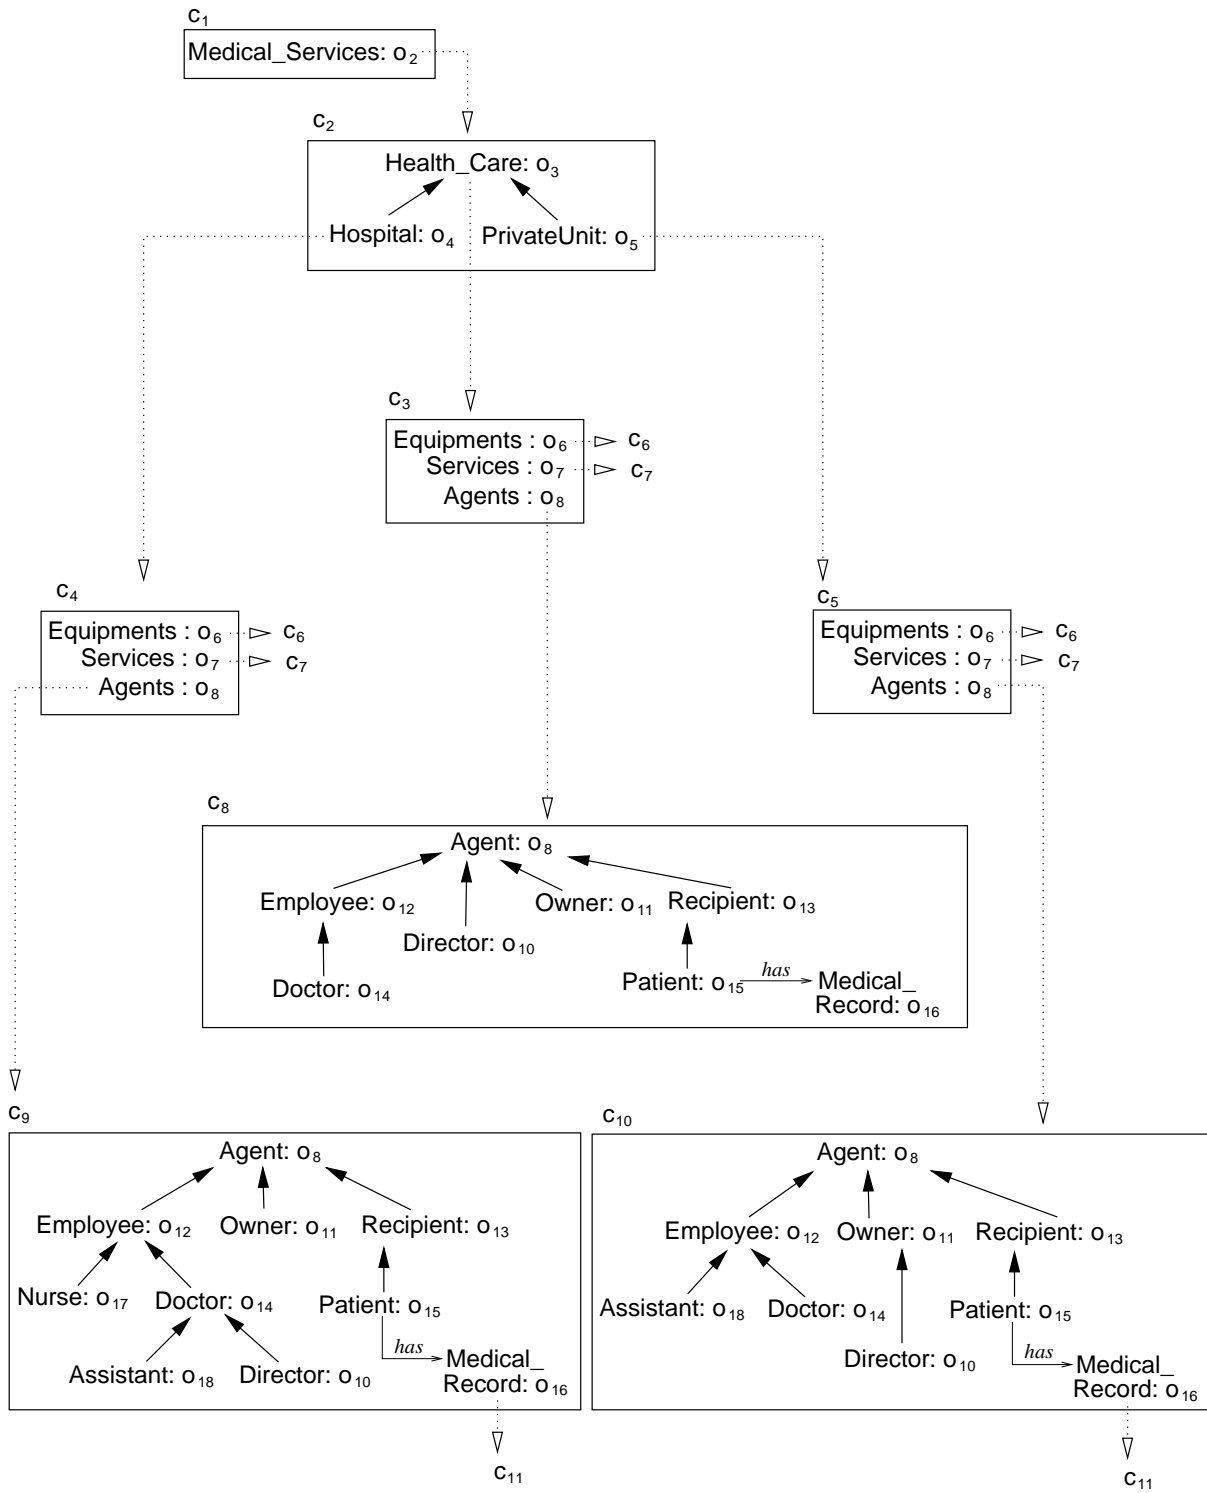 c1
Medical_Services: o2
c2
Health_Care: o3
Hospital: o4 PrivateUnit: o5
c3
Equipments : o6 c6
Services : o7 c7
Agents : o8
c4
Equipments : o6 c6
Services : o7 c7
Agents : o8
c5
Equipments : o6 c6
Services : o7 c7
Agents : o8
c8
Agent: o8
Employee: o12 Owner: o11 Recipient: o13
Director: o10
Doctor: o14 Patient: o15 has Medical_
Record: o16
c9
Agent: o8
Employee: o12 Owner: o11 Recipient: o13
Nurse: o17 Doctor: o14 Patient: o15
has
Assistant: o18 Director: o10 Medical_
Record: o16
c11
c10
Agent: o8
Employee: o12 Owner: o11 Recipient: o13
Assistant: o18 Doctor: o14 Patient: o15
has
Director: o10 Medical_
Record: o16
c11